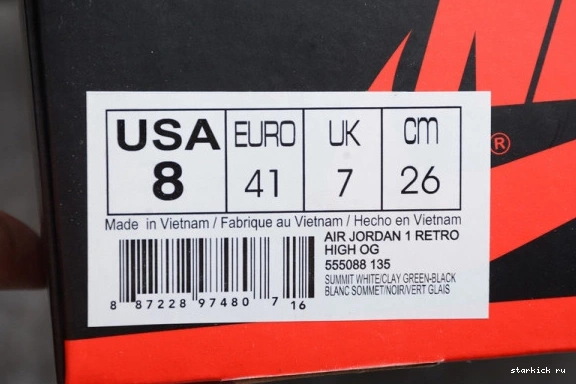 USA EURO UK CM
8 41 7 26
Made in Vietnam / Fabrique au Vietnam / Hecho en Vietnam
AIR JORDAN 1 RETRO
HIGH OG
555088 135
SUMMIT WHITE/CLAY GREEN-BLACK
BLANC SOMMET/NOIR/VERT GLAIS
8 87228 97480 7 16
®
starkick ru